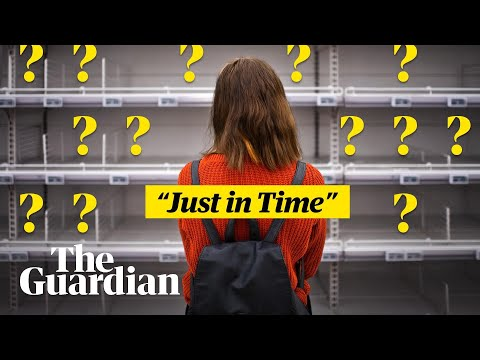 ? ? ? ? ?
? ? ? ? ?
“Just in Time”
? ? ?
The
Guardian